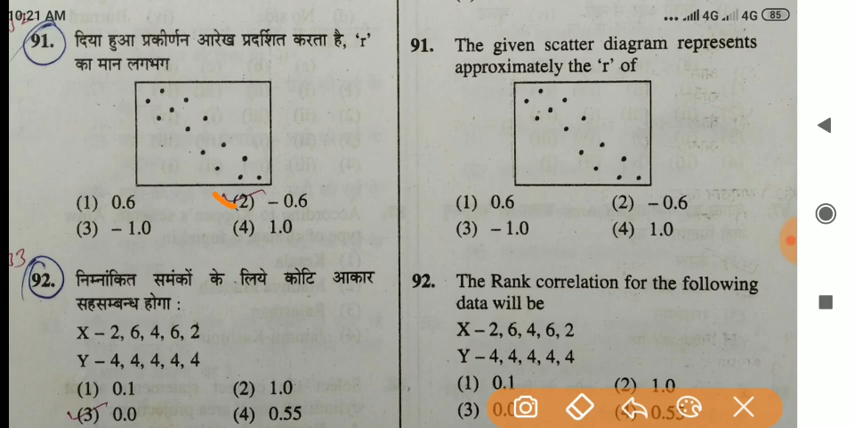 10:21 AM
4G 4G 85
91. दिया हुआ प्रकीर्णन आरेख प्रदर्शित करता है, ‘r’
का मान लगभग
(1) 0.6 (2) – 0.6
(3) – 1.0 (4) 1.0
33
92. निम्नांकित समंकों के लिये कोटि आकार
सहसम्बन्ध होगा :
X – 2, 6, 4, 6, 2
Y – 4, 4, 4, 4, 4
(1) 0.1 (2) 1.0
(3) 0.0 (4) 0.55
91. The given scatter diagram represents
approximately the ‘r’ of
(1) 0.6 (2) – 0.6
(3) – 1.0 (4) 1.0
92. The Rank correlation for the following
data will be
X – 2, 6, 4, 6, 2
Y – 4, 4, 4, 4, 4
(1) 0.1 (2) 1.0
(3)